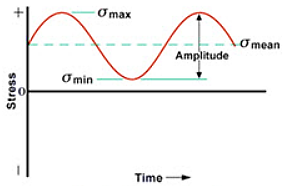 +
σmax
σmean
Amplitude
σmin
Stress
0
−
Time